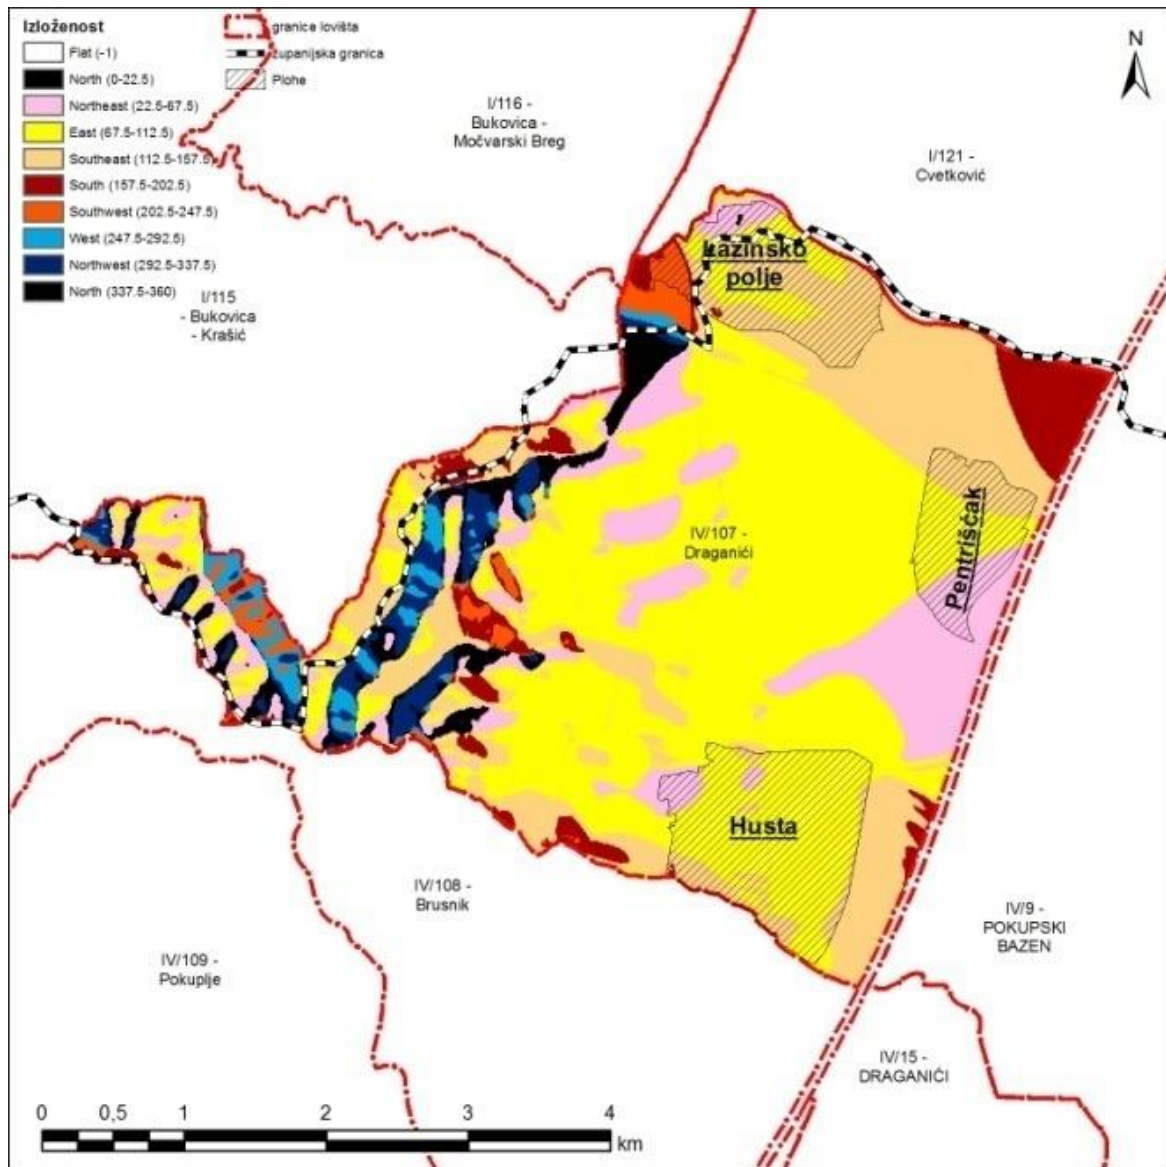 Izloženost
Flat (-1)
North (0-22.5)
Northeast (22.5-67.5)
East (67.5-112.5)
Southeast (112.5-157.5)
South (157.5-202.5)
Southwest (202.5-247.5)
West (247.5-292.5)
Northwest (292.5-337.5)
North (337.5-360)
granice lovišta
županijska granica
Plohe
N
I/116 -
Bukovica -
Močvarski Breg
I/121 -
Cvetković
I/115
- Bukovica
- Krašić
Lazinsko
polje
IV/107 -
Draganići
Pentrišćak
Husta
IV/108 -
Brusnik
IV/109 -
Pokuplje
IV/9 -
POKUPSKI
BAZEN
IV/15 -
DRAGANIĆI
0 0,5 1 2 3 4
km